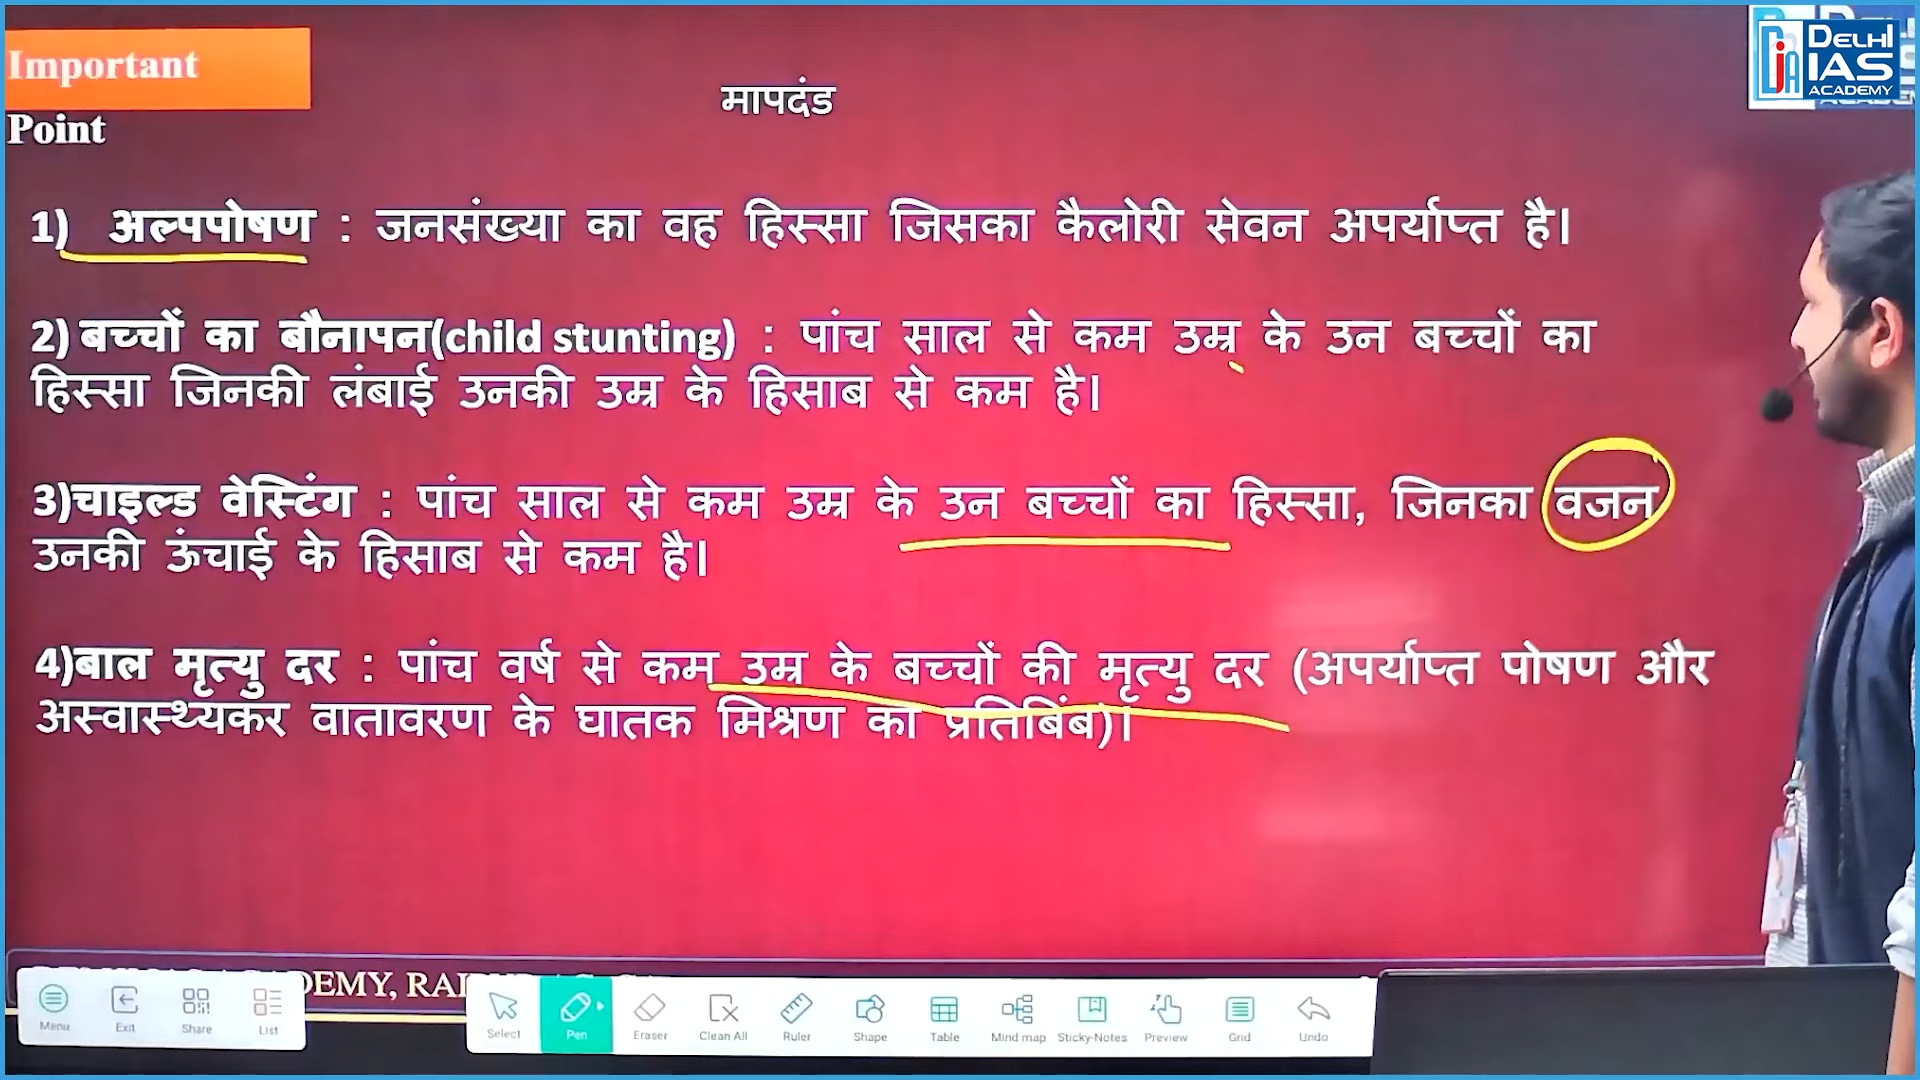 Important
Point
DELHI
IAS
ACADEMY
मापदंड
1) अल्पपोषण : जनसंख्या का वह हिस्सा जिसका कैलोरी सेवन अपर्याप्त है।
2) बच्चों का बौनापन(child stunting) : पांच साल से कम उम्र के उन बच्चों का
हिस्सा जिनकी लंबाई उनकी उम्र के हिसाब से कम है।
3)चाइल्ड वेस्टिंग : पांच साल से कम उम्र के उन बच्चों का हिस्सा, जिनका वजन
उनकी ऊंचाई के हिसाब से कम है।
4)बाल मृत्यु दर : पांच वर्ष से कम उम्र के बच्चों की मृत्यु दर (अपर्याप्त पोषण और
अस्वास्थ्यकर वातावरण के घातक मिश्रण का प्रतिबिंब)।
Menu Exit Share List
Select Pen Eraser Clean All Ruler Shape Table Mind map Sticky-Notes Preview Grid Undo